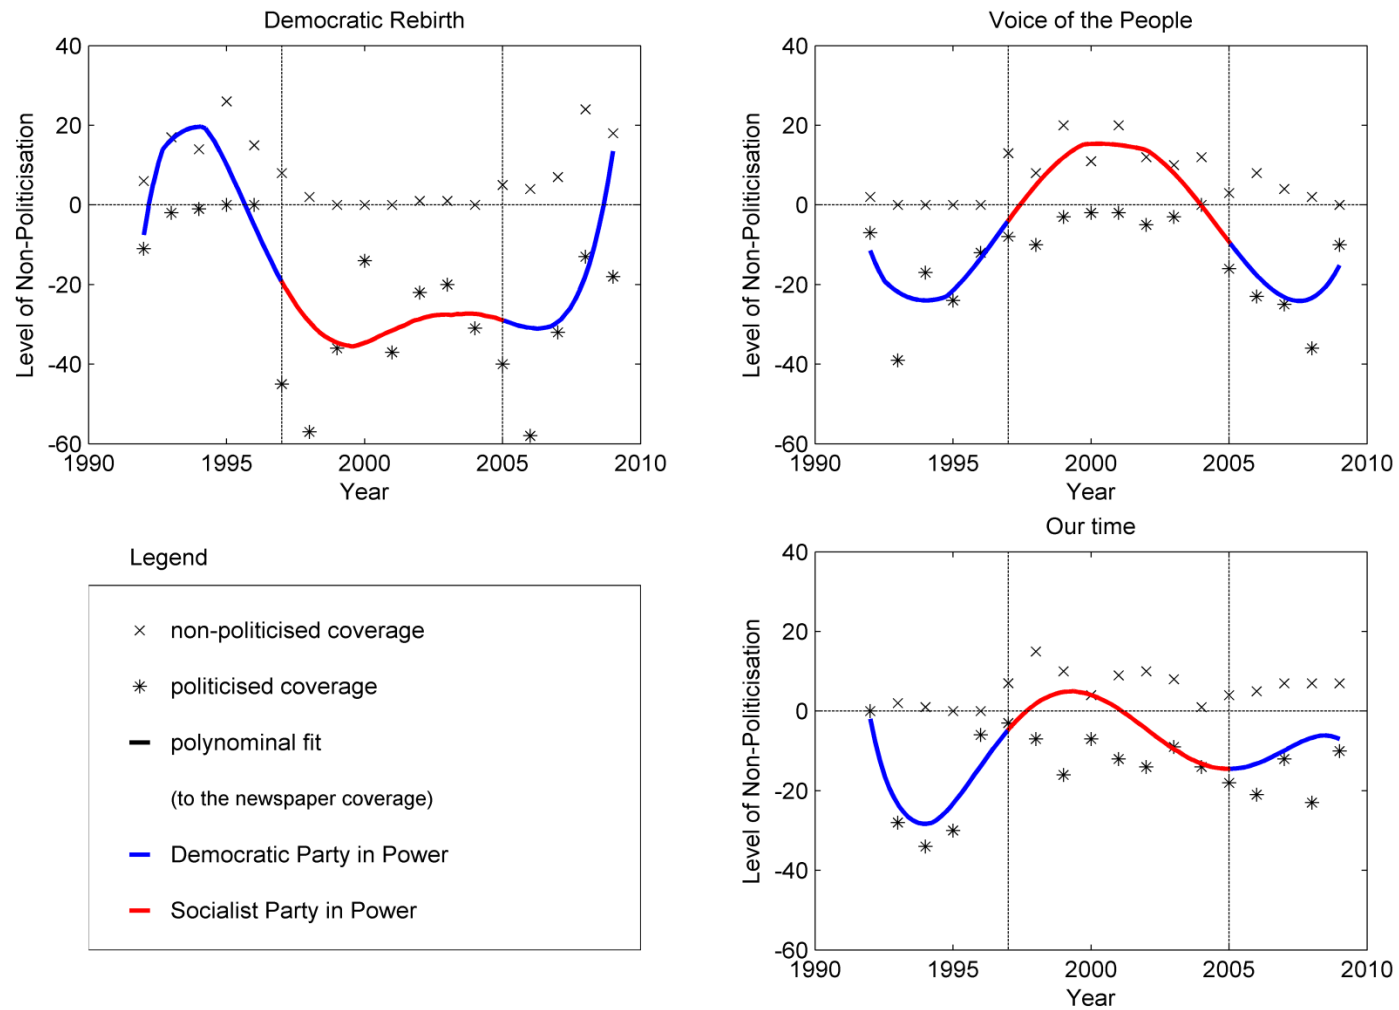 Democratic Rebirth
40
20
0
-20
-40
-60
Level of Non-Politicisation
1990
1995
2000
2005
2010
Year
Voice of the People
40
20
0
-20
-40
-60
Level of Non-Politicisation
1990
1995
2000
2005
2010
Year
Legend
non-politicised coverage
politicised coverage
polynominal fit
(to the newspaper coverage)
Democratic Party in Power
Socialist Party in Power
Our time
40
20
0
-20
-40
-60
Level of Non-Politicisation
1990
1995
2000
2005
2010
Year